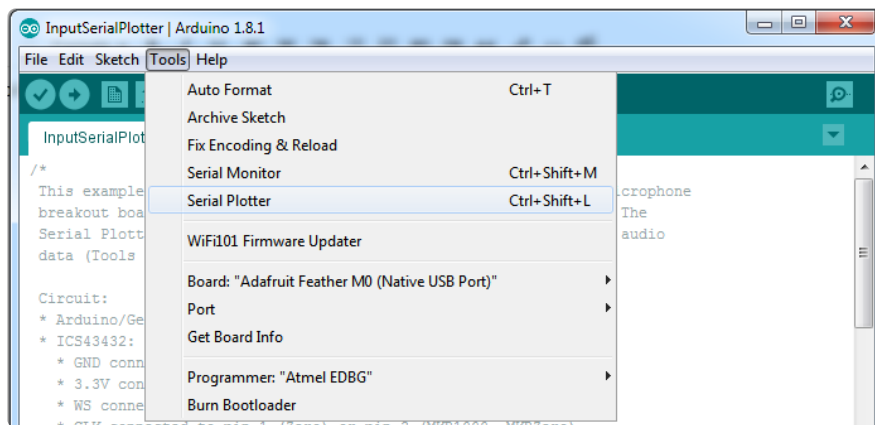 InputSerialPlotter | Arduino 1.8.1
File Edit Sketch Tools Help
Auto Format Ctrl+T
InputSerialPlot
Archive Sketch
Fix Encoding & Reload
Serial Monitor Ctrl+Shift+M
Serial Plotter Ctrl+Shift+L
WiFi101 Firmware Updater
Board: "Adafruit Feather M0 (Native USB Port)"
Port
Get Board Info
Programmer: "Atmel EDBG"
Burn Bootloader
/*
This example crophone
breakout boa The
Serial Plott audio
data (Tools
Circuit:
* Arduino/Ge
* ICS43432:
* GND conn
* 3.3V con
* WS conne